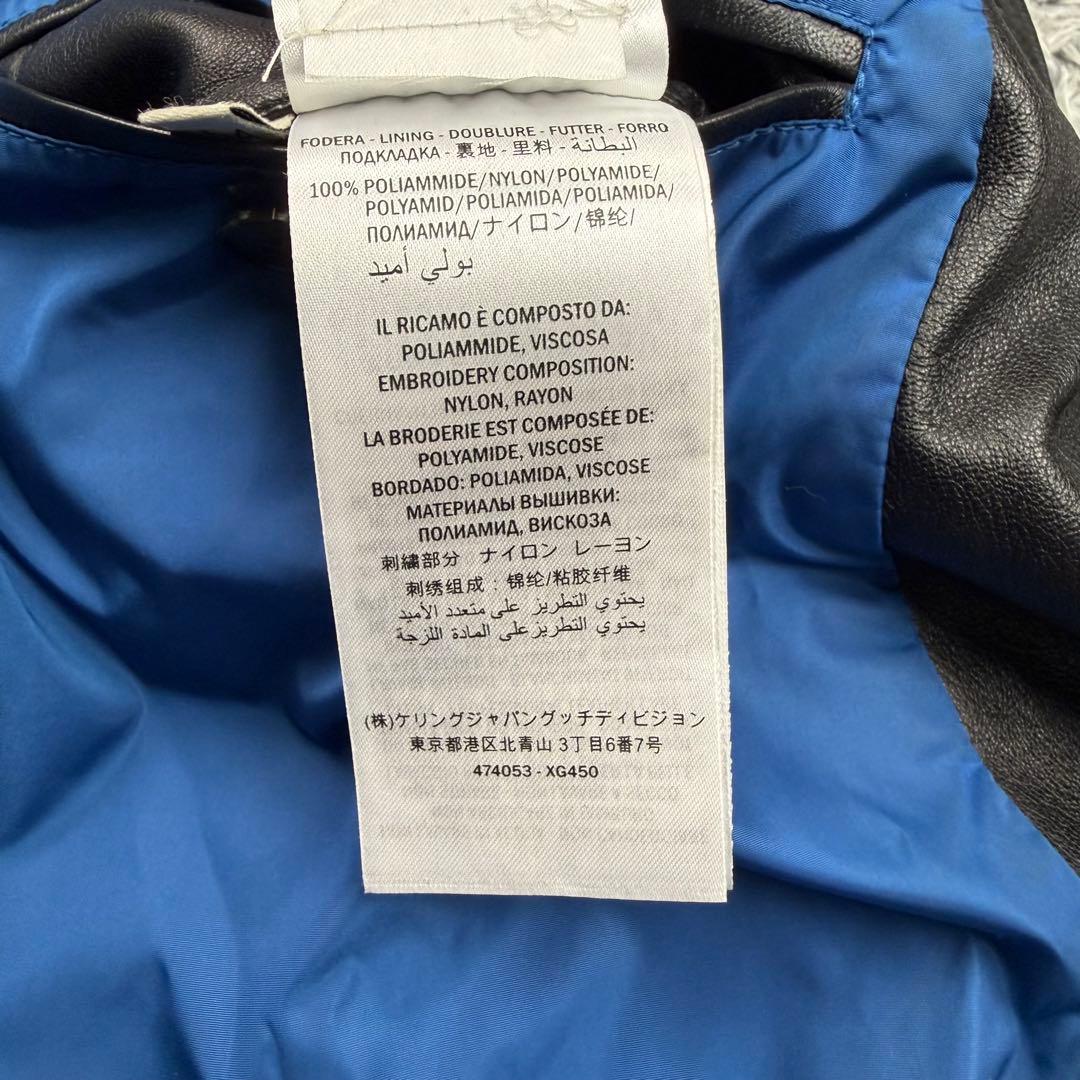 FODERA - LINING - DOUBLURE - FUTTER - FORRO
ПОДКЛАДКА - 裏地 - 里料 - البطانة
100% POLIAMMIDE/NYLON/POLYAMIDE/
POLYAMID/POLIAMIDA/POLIAMIDA/
ПОЛИАМИД/ナイロン/锦纶/
بولي أميد
IL RICAMO È COMPOSTO DA:
POLIAMMIDE, VISCOSA
EMBROIDERY COMPOSITION:
NYLON, RAYON
LA BRODERIE EST COMPOSÉE DE:
POLYAMIDE, VISCOSE
BORDADO: POLIAMIDA, VISCOSE
МАТЕРИАЛЫ ВЫШИВКИ:
ПОЛИАМИД, ВИСКОЗА
刺繍部分 ナイロン レーヨン
刺绣组成：锦纶/粘胶纤维
يحتوي التطريز على متعدد الأميد
يحتوي التطريز على المادة اللزجة
(株)ケリングジャパングッチディビジョン
東京都港区北青山 3丁目6番7号
474053 - XG450